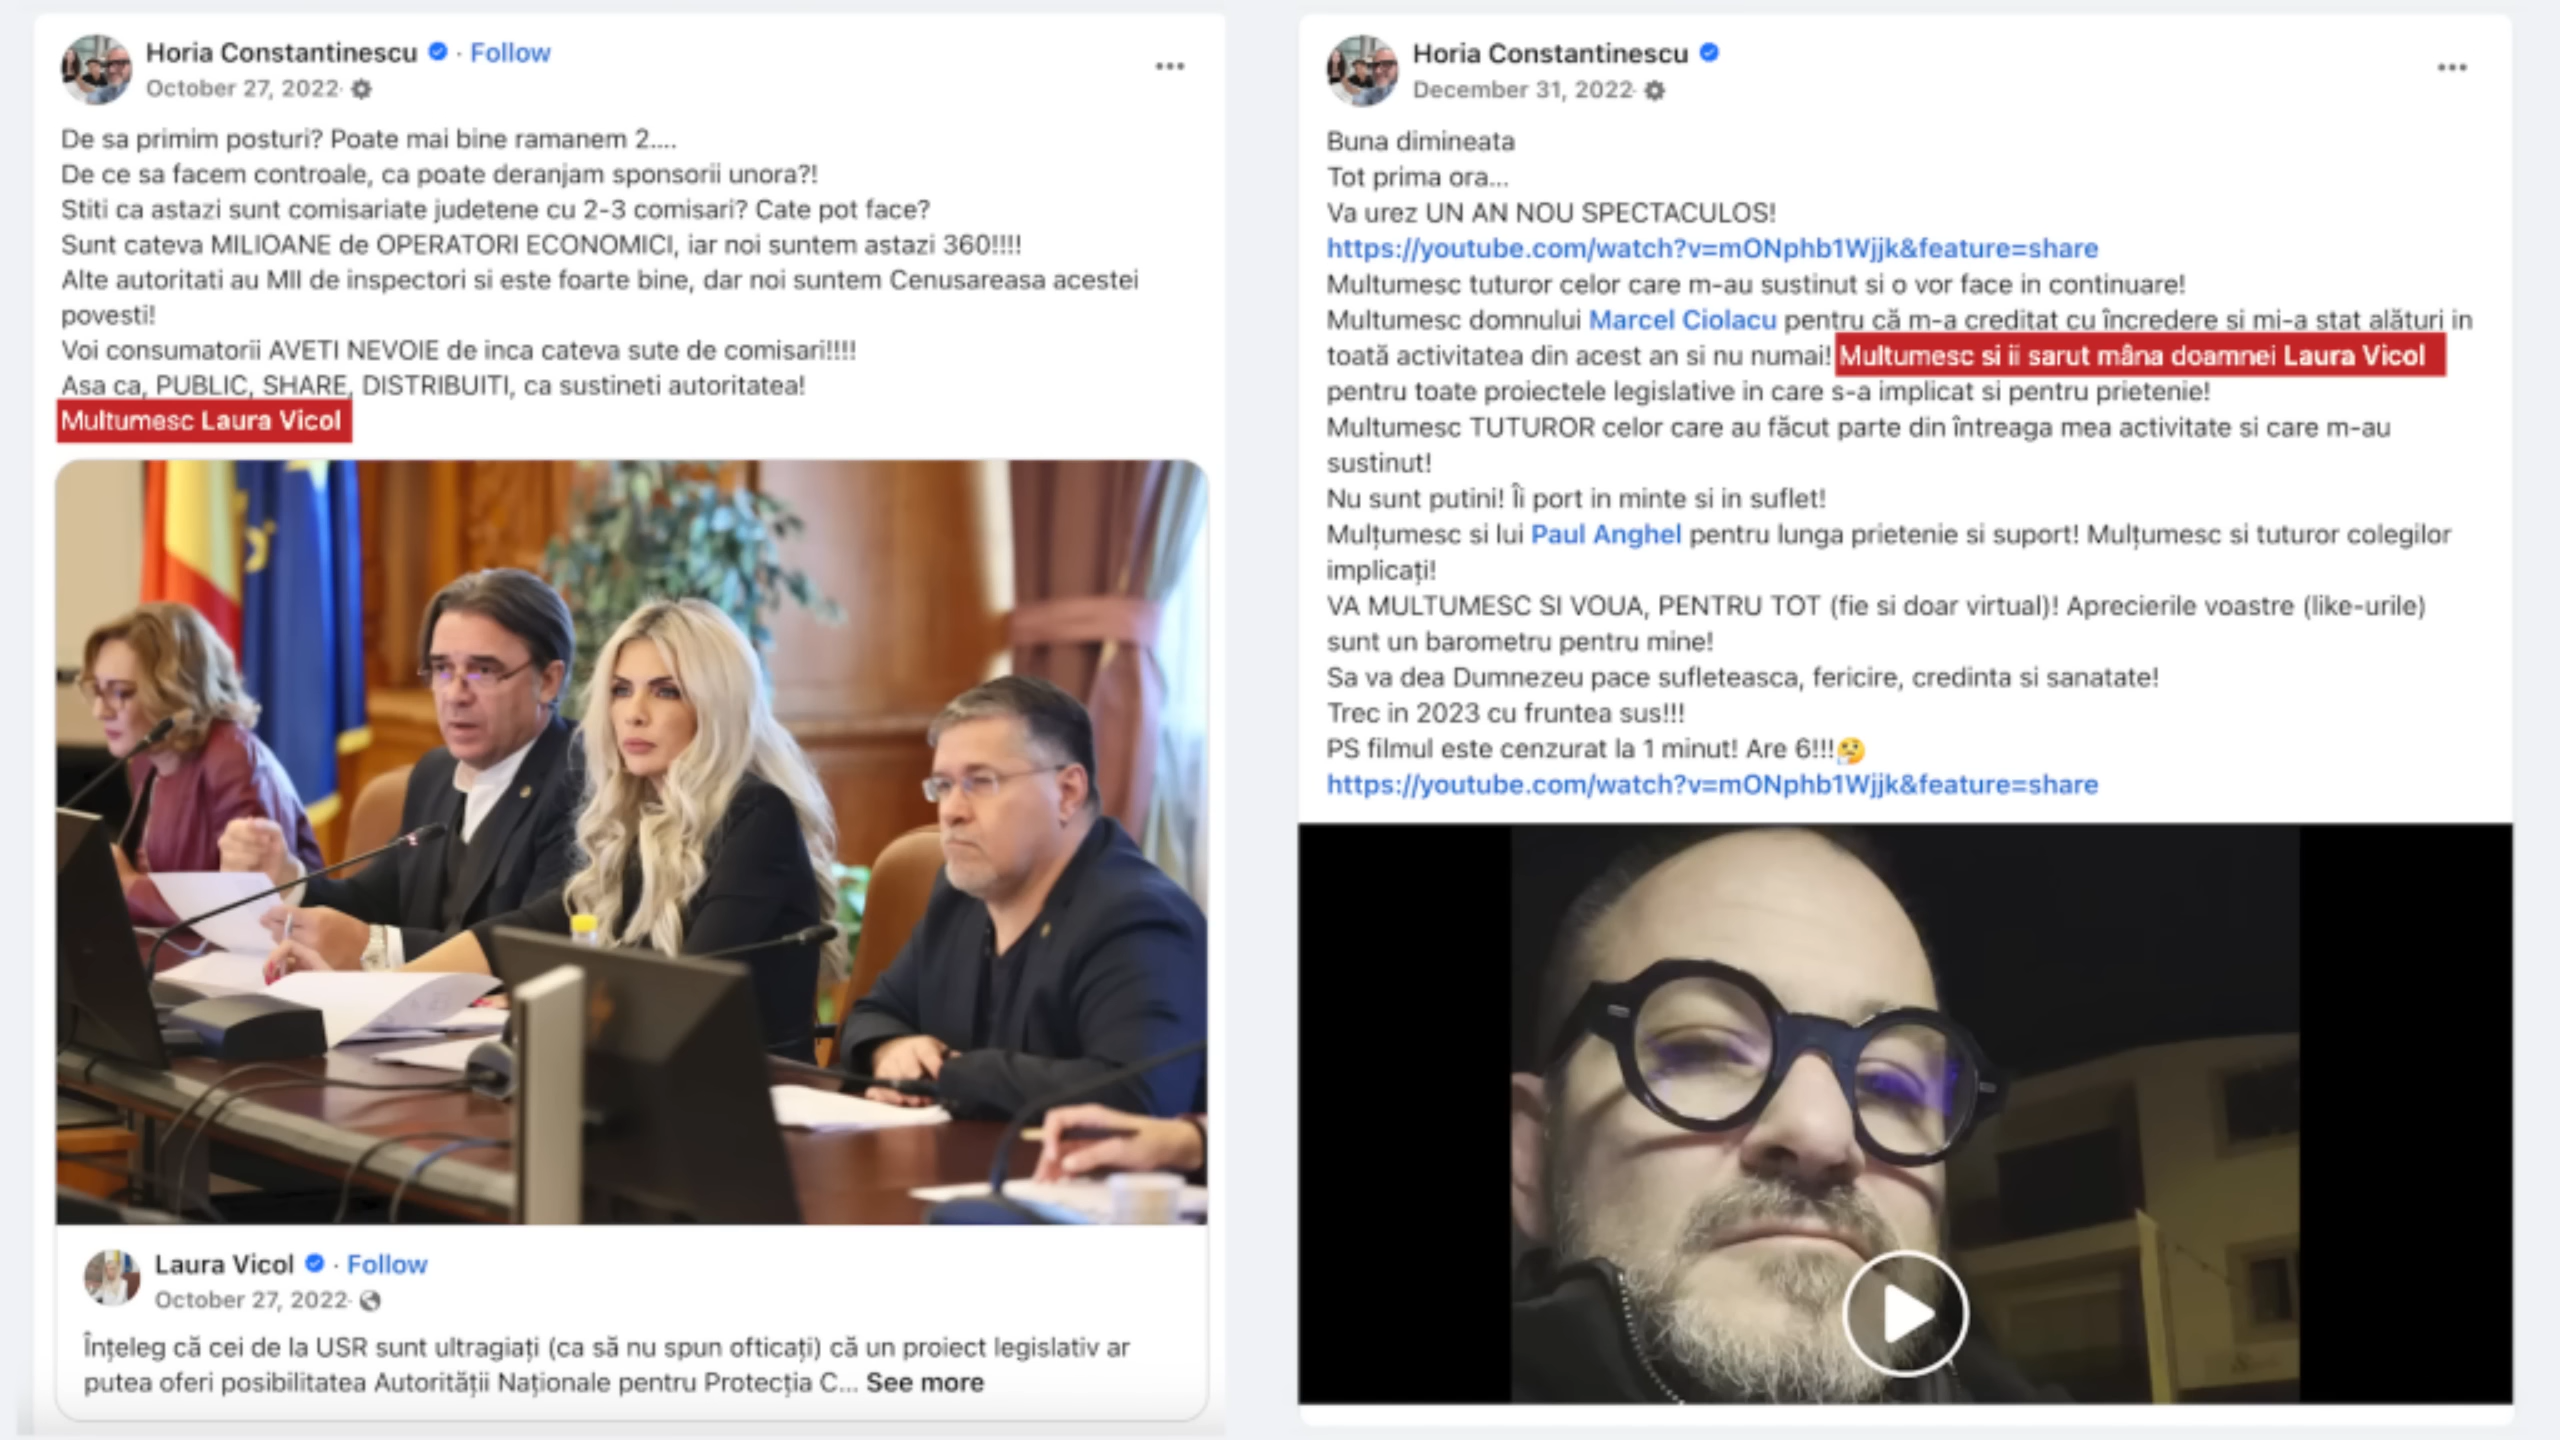 Horia Constantinescu · Follow
October 27, 2022·
De sa primim posturi? Poate mai bine ramanem 2....
De ce sa facem controale, ca poate deranjam sponsorii unora?!
Stiti ca astazi sunt comisariate judetene cu 2-3 comisari? Cate pot face?
Sunt cateva MILIOANE de OPERATORI ECONOMICI, iar noi suntem astazi 360!!!!
Alte autoritati au MII de inspectori si este foarte bine, dar noi suntem Cenusareasa acestei
povesti!
Voi consumatorii AVETI NEVOIE de inca cateva sute de comisari!!!!
Asa ca, PUBLIC, SHARE, DISTRIBUITI, ca sustineti autoritatea!
Multumesc Laura Vicol
Laura Vicol · Follow
October 27, 2022·
Înțeleg că cei de la USR sunt ultragiați (ca să nu spun ofticați) că un proiect legislativ ar
putea oferi posibilitatea Autorității Naționale pentru Protecția C... See more
Horia Constantinescu
December 31, 2022·
Buna dimineata
Tot prima ora...
Va urez UN AN NOU SPECTACULOS!
https://youtube.com/watch?v=mONphb1Wjjk&feature=share
Multumesc tuturor celor care m-au sustinut si o vor face in continuare!
Multumesc domnului Marcel Ciolacu pentru că m-a creditat cu încredere si mi-a stat alături in
toată activitatea din acest an si nu numai! Multumesc si ii sarut mâna doamnei Laura Vicol
pentru toate proiectele legislative in care s-a implicat si pentru prietenie!
Multumesc TUTUROR celor care au făcut parte din întreaga mea activitate si care m-au
sustinut!
Nu sunt putini! Îi port in minte si in suflet!
Mulțumesc si lui Paul Anghel pentru lunga prietenie si suport! Mulțumesc si tuturor colegilor
implicați!
VA MULTUMESC SI VOUA, PENTRU TOT (fie si doar virtual)! Aprecierile voastre (like-urile)
sunt un barometru pentru mine!
Sa va dea Dumnezeu pace sufleteasca, fericire, credinta si sanatate!
Trec in 2023 cu fruntea sus!!!
PS filmul este cenzurat la 1 minut! Are 6!!!🤔
https://youtube.com/watch?v=mONphb1Wjjk&feature=share